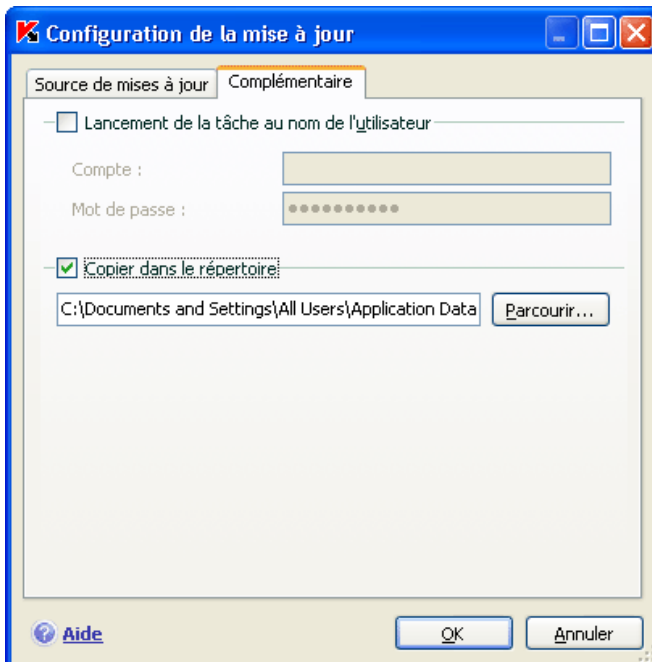 Configuration de la mise à jour
Source de mises à jour Complémentaire
Lancement de la tâche au nom de l'utilisateur
Compte :
Mot de passe :
Copier dans le répertoire
C:\Documents and Settings\All Users\Application Data Parcourir...
Aide OK Annuler